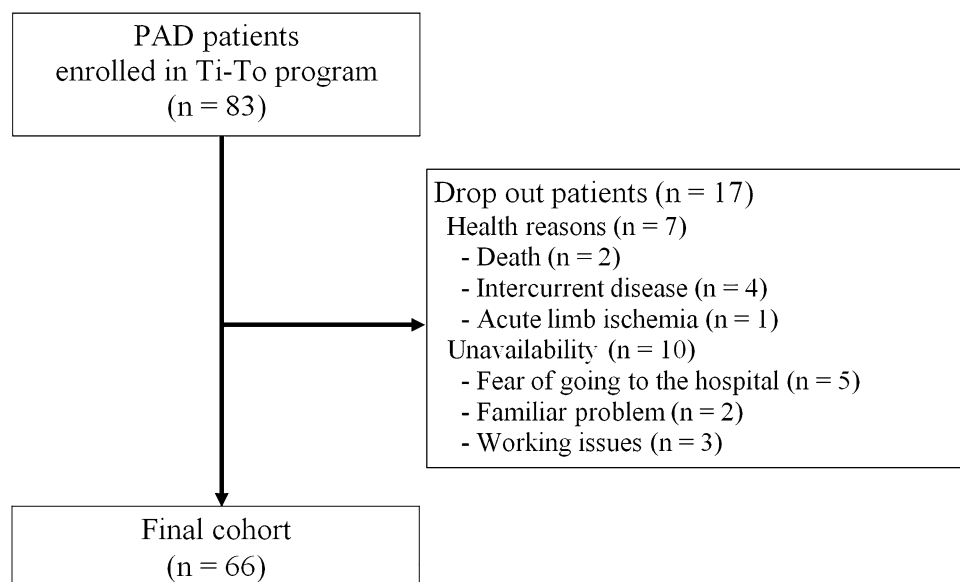 PAD patients
enrolled in Ti-To program
(n = 83)
Drop out patients (n = 17)
Health reasons (n = 7)
- Death (n = 2)
- Intercurrent disease (n = 4)
- Acute limb ischemia (n = 1)
Unavailability (n = 10)
- Fear of going to the hospital (n = 5)
- Familiar problem (n = 2)
- Working issues (n = 3)
Final cohort
(n = 66)